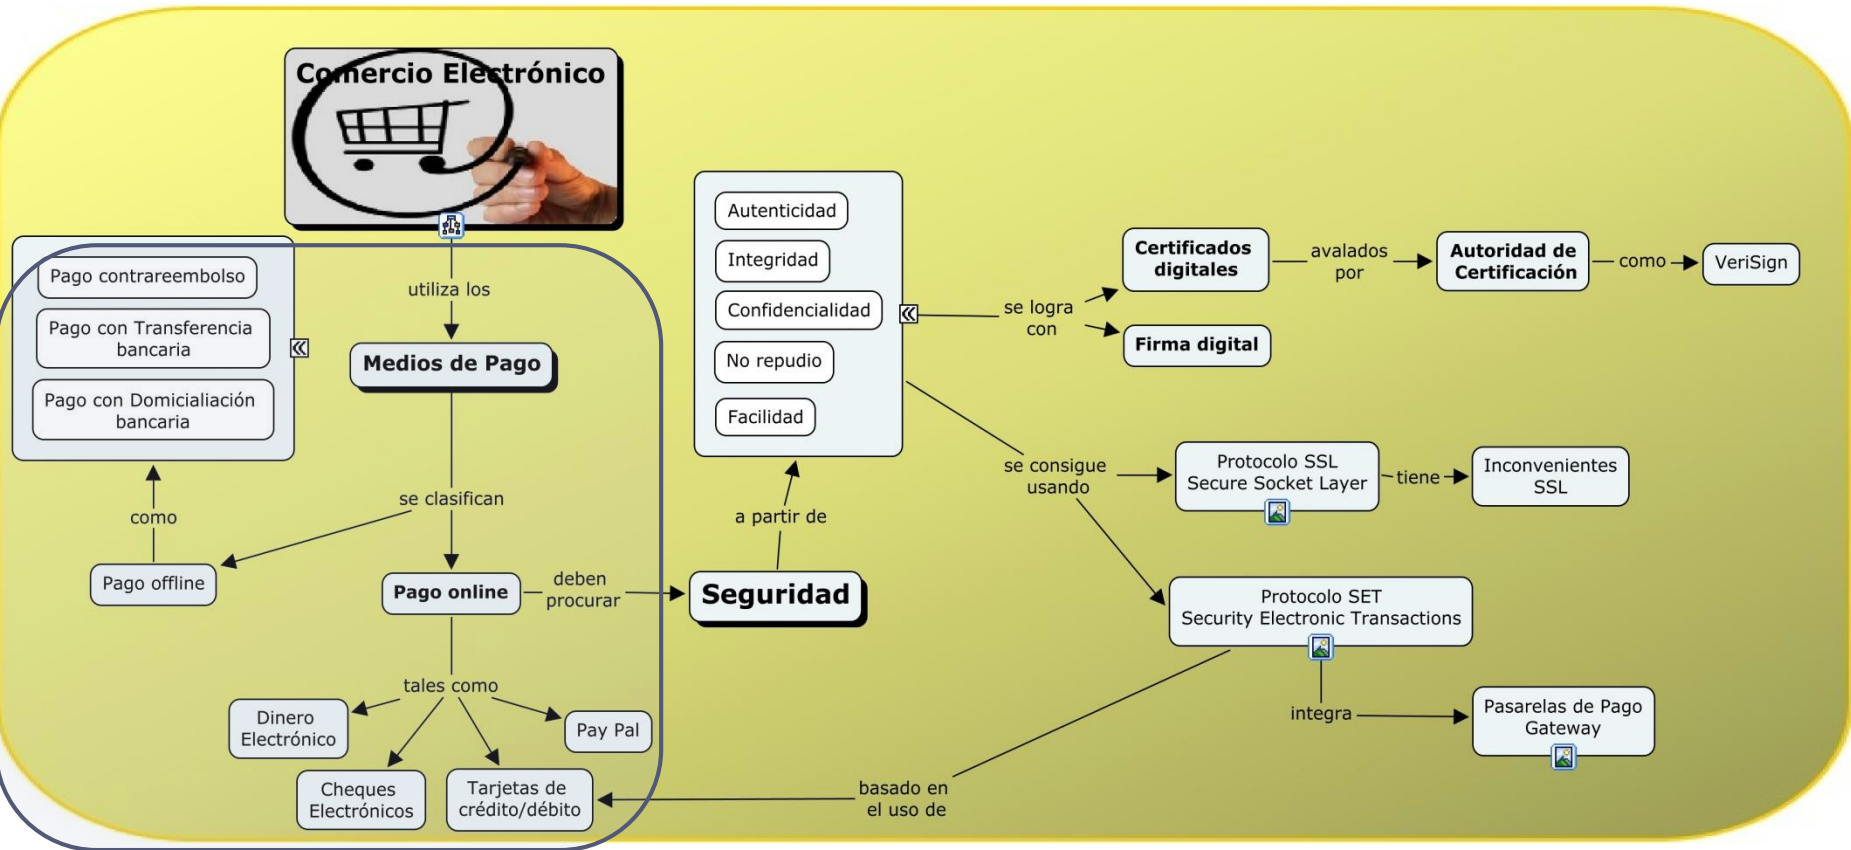 Comercio Electrónico
utiliza los
Medios de Pago
se clasifican
Pago offline
como
Pago contrareembolso
Pago con Transferencia
bancaria
Pago con Domicialiación
bancaria
Pago online
tales como
Dinero
Electrónico
Cheques
Electrónicos
Tarjetas de
crédito/débito
Pay Pal
deben
procurar
Seguridad
a partir de
Autenticidad
Integridad
Confidencialidad
No repudio
Facilidad
se logra
con
Certificados
digitales
avalados
por
Autoridad de
Certificación
como
VeriSign
Firma digital
se consigue
usando
Protocolo SSL
Secure Socket Layer
tiene
Inconvenientes
SSL
Protocolo SET
Security Electronic Transactions
integra
Pasarelas de Pago
Gateway
basado en
el uso de